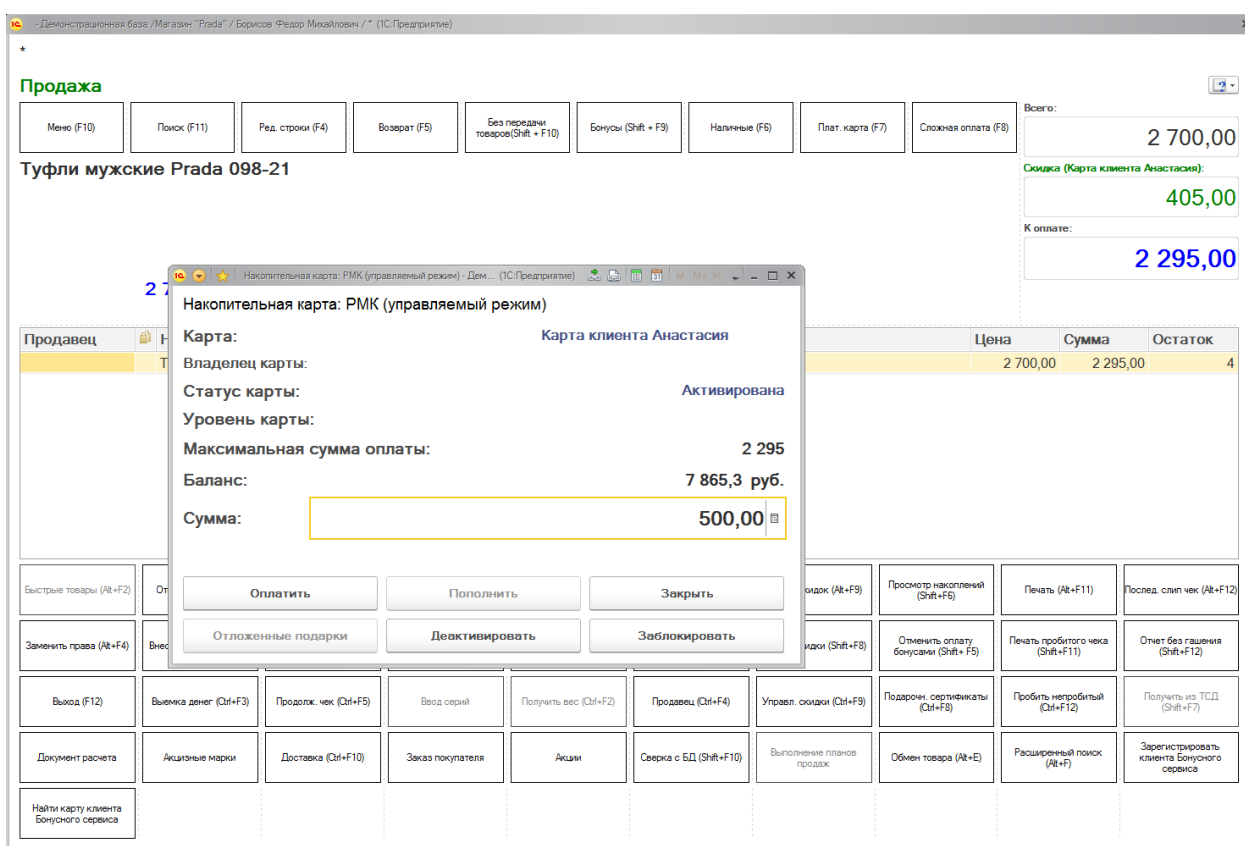 - Демонстрационная база /Магазин "Prada" / Борисов Федор Михайлович / * (1С:Предприятие)
*
Продажа
Меню (F10)
Поиск (F11)
Ред. строки (F4)
Возврат (F5)
Без передачи
товаров(Shift + F10)
Бонусы (Shift + F9)
Наличные (F6)
Плат. карта (F7)
Сложная оплата (F8)
Всего:
2 700,00
Туфли мужские Prada 098-21
Скидка (Карта клиента Анастасия):
405,00
К оплате:
2 295,00
2 7
Накопительная карта: РМК (управляемый режим) - Дем... (1С:Предприятие)
M M+ M-
Накопительная карта: РМК (управляемый режим)
Карта: Карта клиента Анастасия
Владелец карты:
Статус карты: Активирована
Уровень карты:
Максимальная сумма оплаты: 2 295
Баланс: 7 865,3 руб.
Сумма: 500,00
Оплатить
Пополнить
Закрыть
Отложенные подарки
Деактивировать
Заблокировать
Продавец Н Цена Сумма Остаток
Т 2 700,00 2 295,00 4
Быстрые товары (Alt+F2)
От
кидок (Alt+F9)
Просмотр накоплений
(Shift+F6)
Печать (Alt+F11)
Послед. слип чек (Alt+F12)
Заменить права (Alt+F4)
Внес
идки (Shift+F8)
Отменить оплату
бонусами (Shift+ F5)
Печать пробитого чека
(Shift+F11)
Отчет без гашения
(Shift+F12)
Выход (F12)
Выемка денег (Ctrl+F3)
Продолж. чек (Ctrl+F5)
Ввод серий
Получить вес (Ctrl+F2)
Продавец (Ctrl+F4)
Управл. скидки (Ctrl+F9)
Подарочн. сертификаты
(Ctrl+F8)
Пробить непробитый
(Ctrl+F12)
Получить из ТСД
(Shift+F7)
Документ расчета
Акцизные марки
Доставка (Ctrl+F10)
Заказ покупателя
Акции
Сверка с БД (Shift+F10)
Выполнение планов
продаж
Обмен товара (Alt+E)
Расширенный поиск
(Alt+F)
Зарегистрировать
клиента Бонусного
сервиса
Найти карту клиента
Бонусного сервиса